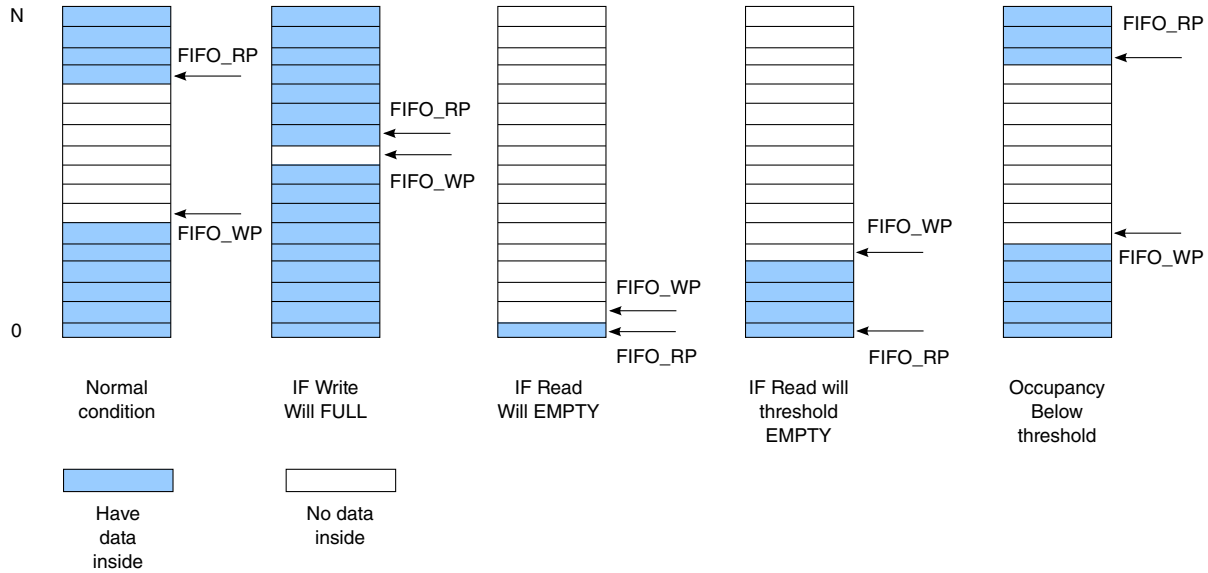 N
FIFO_RP
FIFO_WP
0
FIFO_RP
FIFO_WP
FIFO_WP
FIFO_RP
FIFO_WP
FIFO_RP
FIFO_RP
FIFO_WP
Normal
condition
IF Write
Will FULL
IF Read
Will EMPTY
IF Read will
threshold
EMPTY
Occupancy
Below
threshold
Have
data
inside
No data
inside